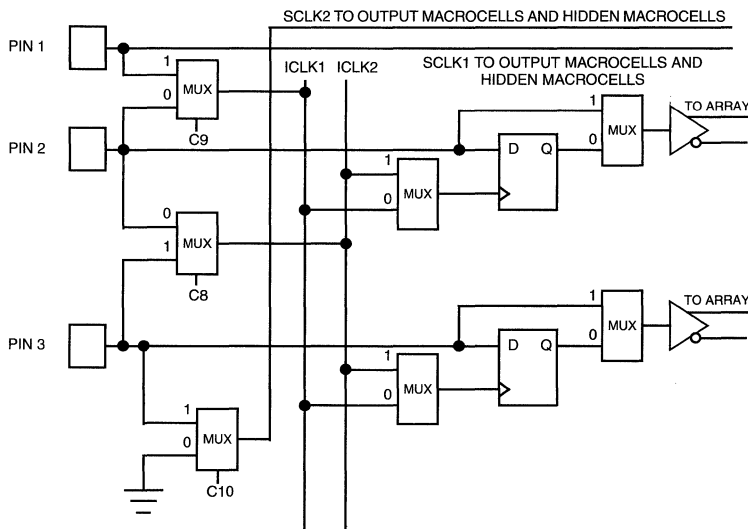 SCLK2 TO OUTPUT MACROCELLS AND HIDDEN MACROCELLS
PIN 1
ICLK1 ICLK2
SCLK1 TO OUTPUT MACROCELLS AND
HIDDEN MACROCELLS
1
MUX
0
C9
1
MUX
0
TO ARRAY
PIN 2
D Q
1
MUX
0
0
MUX
1
C8
1
MUX
0
TO ARRAY
PIN 3
D Q
1
MUX
0
1
MUX
0
C10